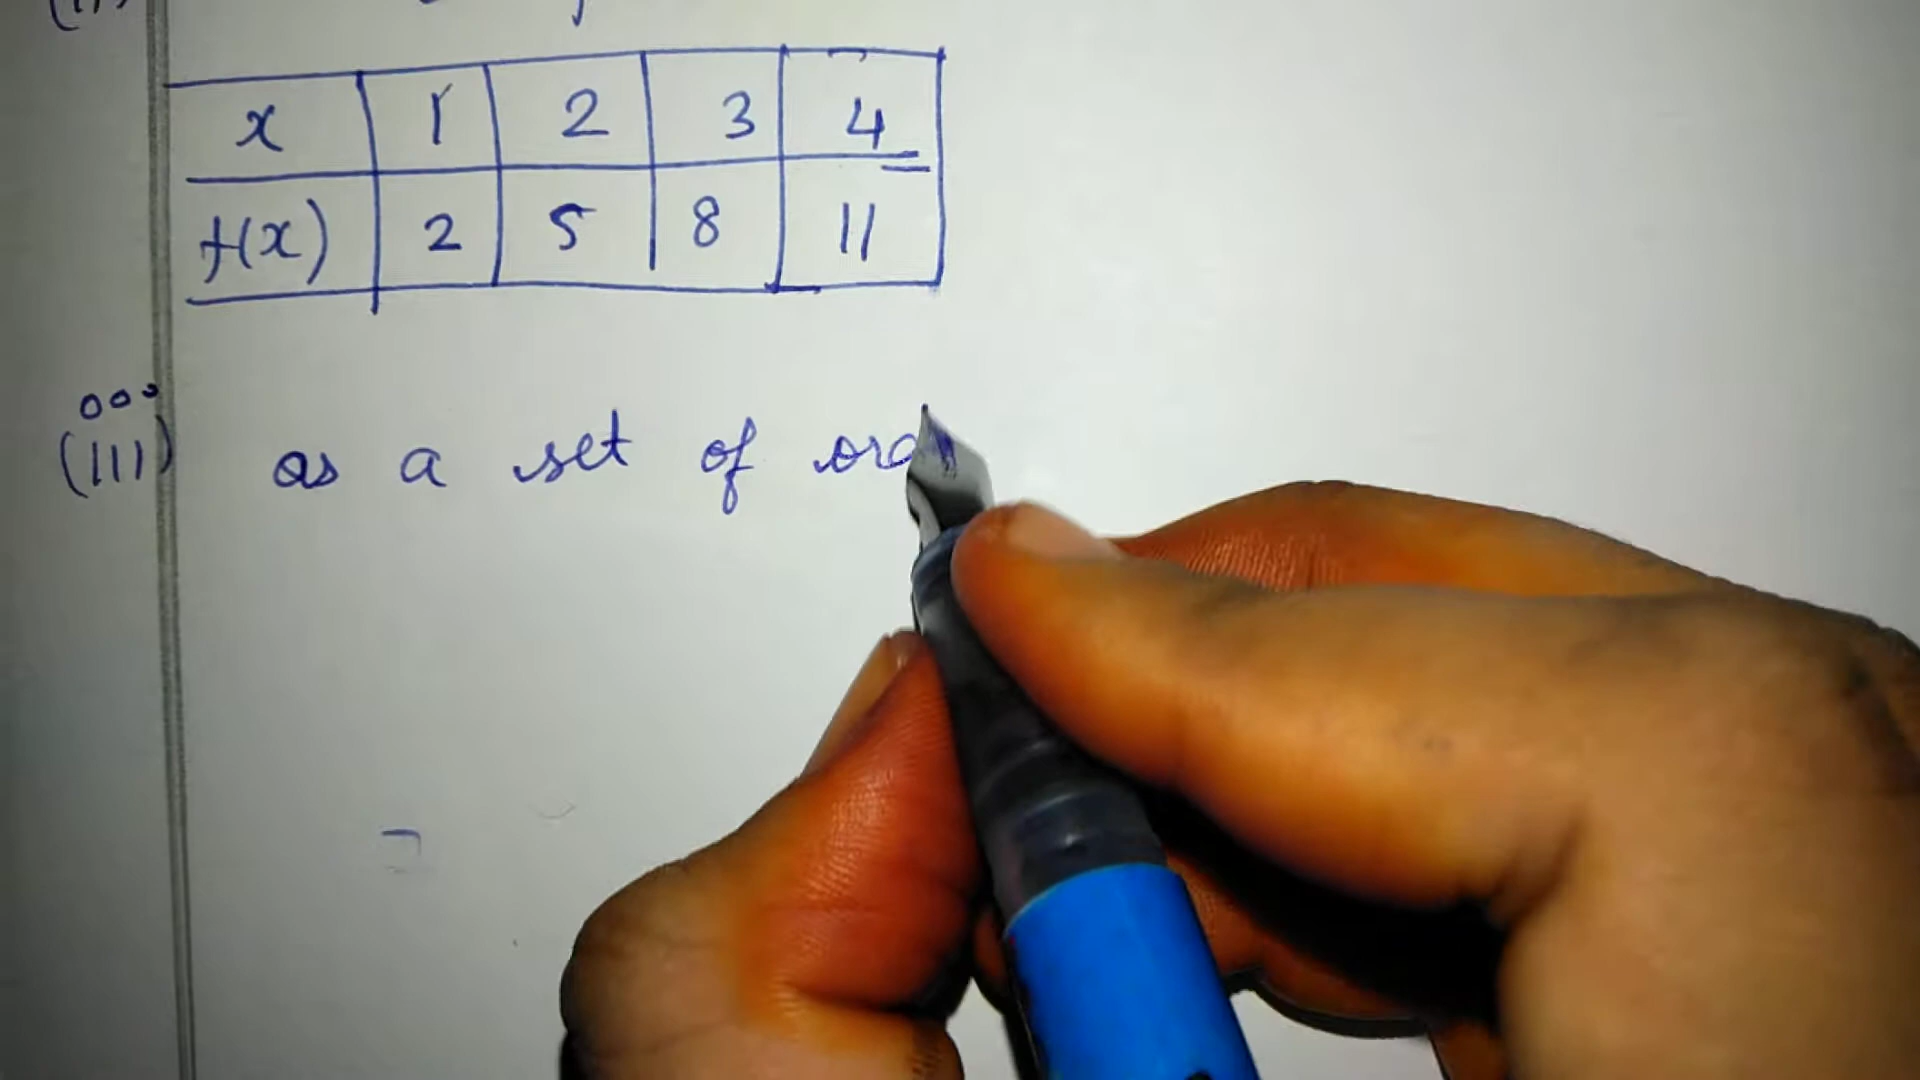 x 1 2 3 4
f(x) 2 5 8 11
(iii) as a set of